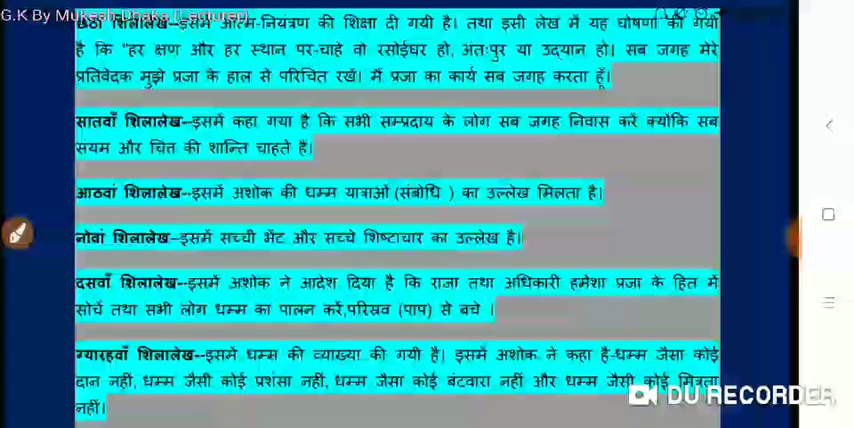 G.K By Mukesh Dhaka (Lecturer)
छठा शिलालेख--इसमें आत्म-नियंत्रण की शिक्षा दी गयी है। तथा इसी लेख में यह घोषणा की गयी
है कि "हर क्षण और हर स्थान पर-चाहे वो रसोईघर हो, अंतःपुर या उद्यान हो। सब जगह मेरे
प्रतिवेदक मुझे प्रजा के हाल से परिचित रखें। मैं प्रजा का कार्य सब जगह करता हूँ।
सातवाँ शिलालेख--इसमें कहा गया है कि सभी सम्प्रदाय के लोग सब जगह निवास करें क्योंकि सब
संयम और चित की शान्ति चाहते हैं।
आठवां शिलालेख--इसमें अशोक की धम्म यात्राओं (संबोधि ) का उल्लेख मिलता है।
नोवां शिलालेख--इसमें सच्ची भेंट और सच्चे शिष्टाचार का उल्लेख है।
दसवाँ शिलालेख--इसमें अशोक ने आदेश दिया है कि राजा तथा अधिकारी हमेशा प्रजा के हित में
सोचें तथा सभी लोग धम्म का पालन करें,परिस्रव (पाप) से बचे ।
ग्यारहवाँ शिलालेख--इसमें धम्म की व्याख्या की गयी है। इसमें अशोक ने कहा है-धम्म जैसा कोई
दान नहीं, धम्म जैसी कोई प्रशंसा नहीं, धम्म जैसा कोई बंटवारा नहीं और धम्म जैसी कोई मित्रता
नहीं।
DU RECORDER